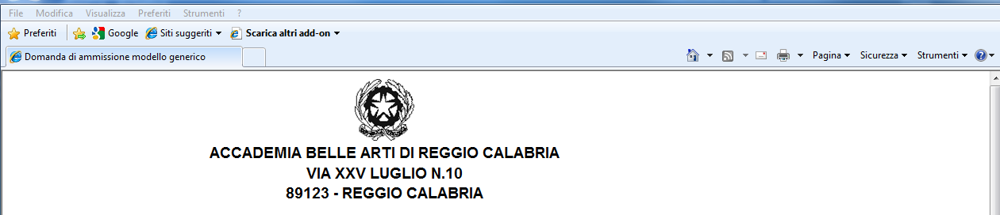 File Modifica Visualizza Preferiti Strumenti ?
Preferiti Google Siti suggeriti Scarica altri add-on
Domanda di ammissione modello generico Pagina Sicurezza Strumenti
ACCADEMIA BELLE ARTI DI REGGIO CALABRIA
VIA XXV LUGLIO N.10
89123 - REGGIO CALABRIA